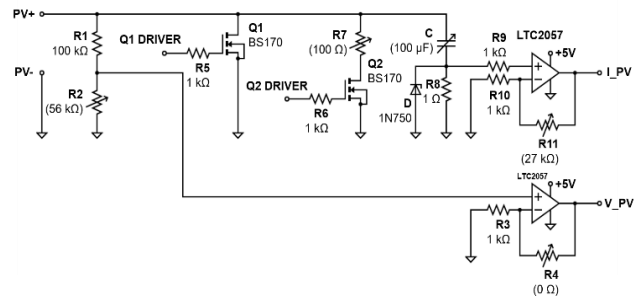 PV+
R1
100 kΩ
Q1 DRIVER
R5
1 kΩ
Q1
BS170
R7
(100 Ω)
C
(100 µF)
R9
1 kΩ
LTC2057
+5V
I_PV
PV-
R2
(56 kΩ)
Q2 DRIVER
R6
1 kΩ
Q2
BS170
D
1N750
R8
1 Ω
R10
1 kΩ
R11
(27 kΩ)
LTC2057
+5V
V_PV
R3
1 kΩ
R4
(0 Ω)